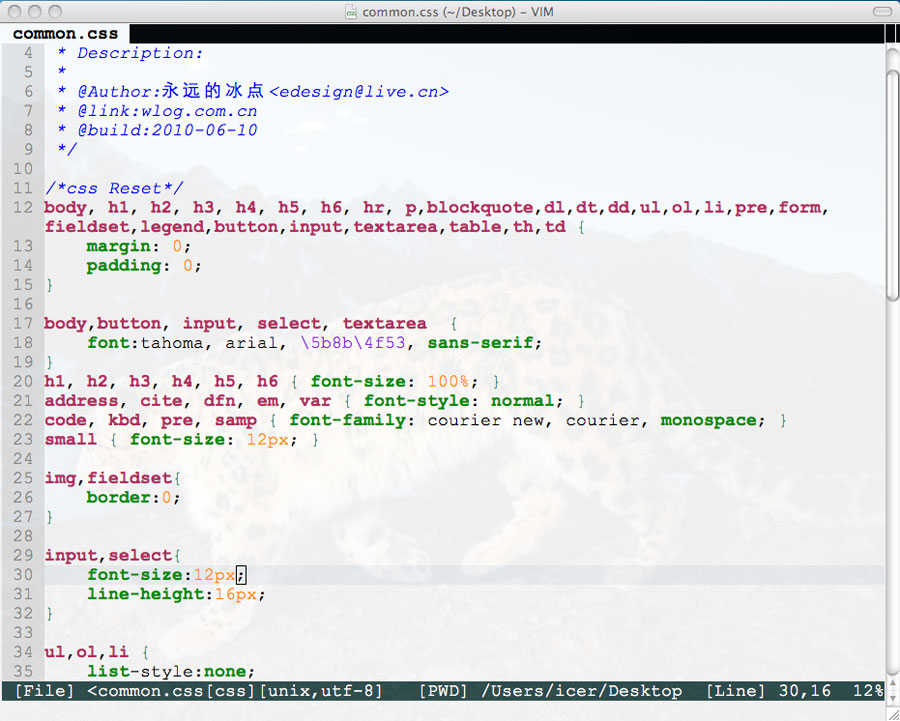 common.css (~/Desktop) – VIM
common.css
4 * Description:
5 *
6 * @Author:永远的冰点<edesign@live.cn>
7 * @link:wlog.com.cn
8 * @build:2010-06-10
9 */
10
11 /*css Reset*/
12 body, h1, h2, h3, h4, h5, h6, hr, p,blockquote,dl,dt,dd,ul,ol,li,pre,form,
fieldset,legend,button,input,textarea,table,th,td {
13 margin: 0;
14 padding: 0;
15 }
16
17 body,button, input, select, textarea  {
18 font:tahoma, arial, \5b8b\4f53, sans-serif;
19 }
20 h1, h2, h3, h4, h5, h6 { font-size: 100%; }
21 address, cite, dfn, em, var { font-style: normal; }
22 code, kbd, pre, samp { font-family: courier new, courier, monospace; }
23 small { font-size: 12px; }
24
25 img,fieldset{
26 border:0;
27 }
28
29 input,select{
30 font-size:12px;
31 line-height:16px;
32 }
33
34 ul,ol,li {
35 list-style:none;
[File] <common.css[css][unix,utf-8] [PWD] /Users/icer/Desktop [Line] 30,16 12%